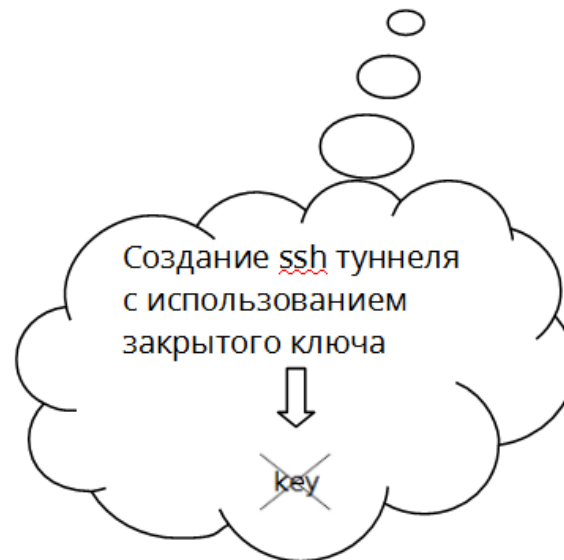 Создание ssh туннеля
с использованием
закрытого ключа
key